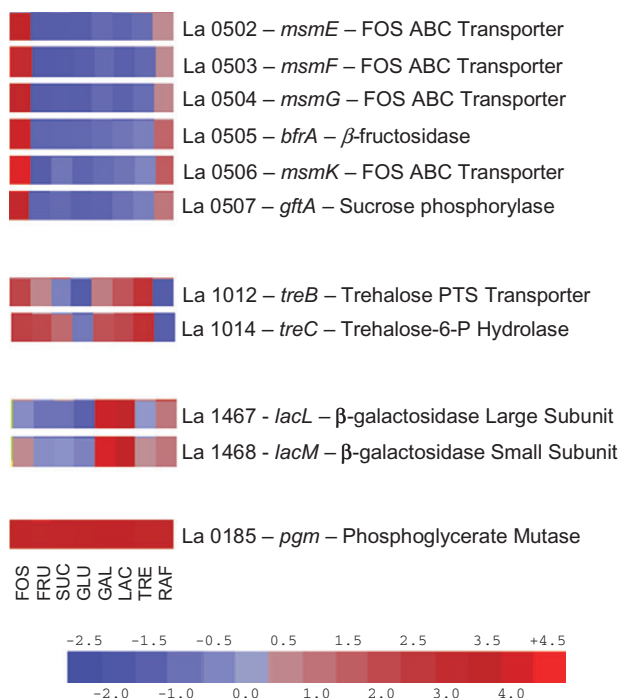 La 0502 – msmE – FOS ABC Transporter
La 0503 – msmF – FOS ABC Transporter
La 0504 – msmG – FOS ABC Transporter
La 0505 – bfrA – β-fructosidase
La 0506 – msmK – FOS ABC Transporter
La 0507 – gftA – Sucrose phosphorylase
La 1012 – treB – Trehalose PTS Transporter
La 1014 – treC – Trehalose-6-P Hydrolase
La 1467 - lacL – β-galactosidase Large Subunit
La 1468 - lacM – β-galactosidase Small Subunit
La 0185 – pgm – Phosphoglycerate Mutase
FOS FRU SUC GLU GAL LAC TRE RAF
-2.5 -1.5 -0.5 0.5 1.5 2.5 3.5 +4.5
-2.0 -1.0 0.0 1.0 2.0 3.0 4.0